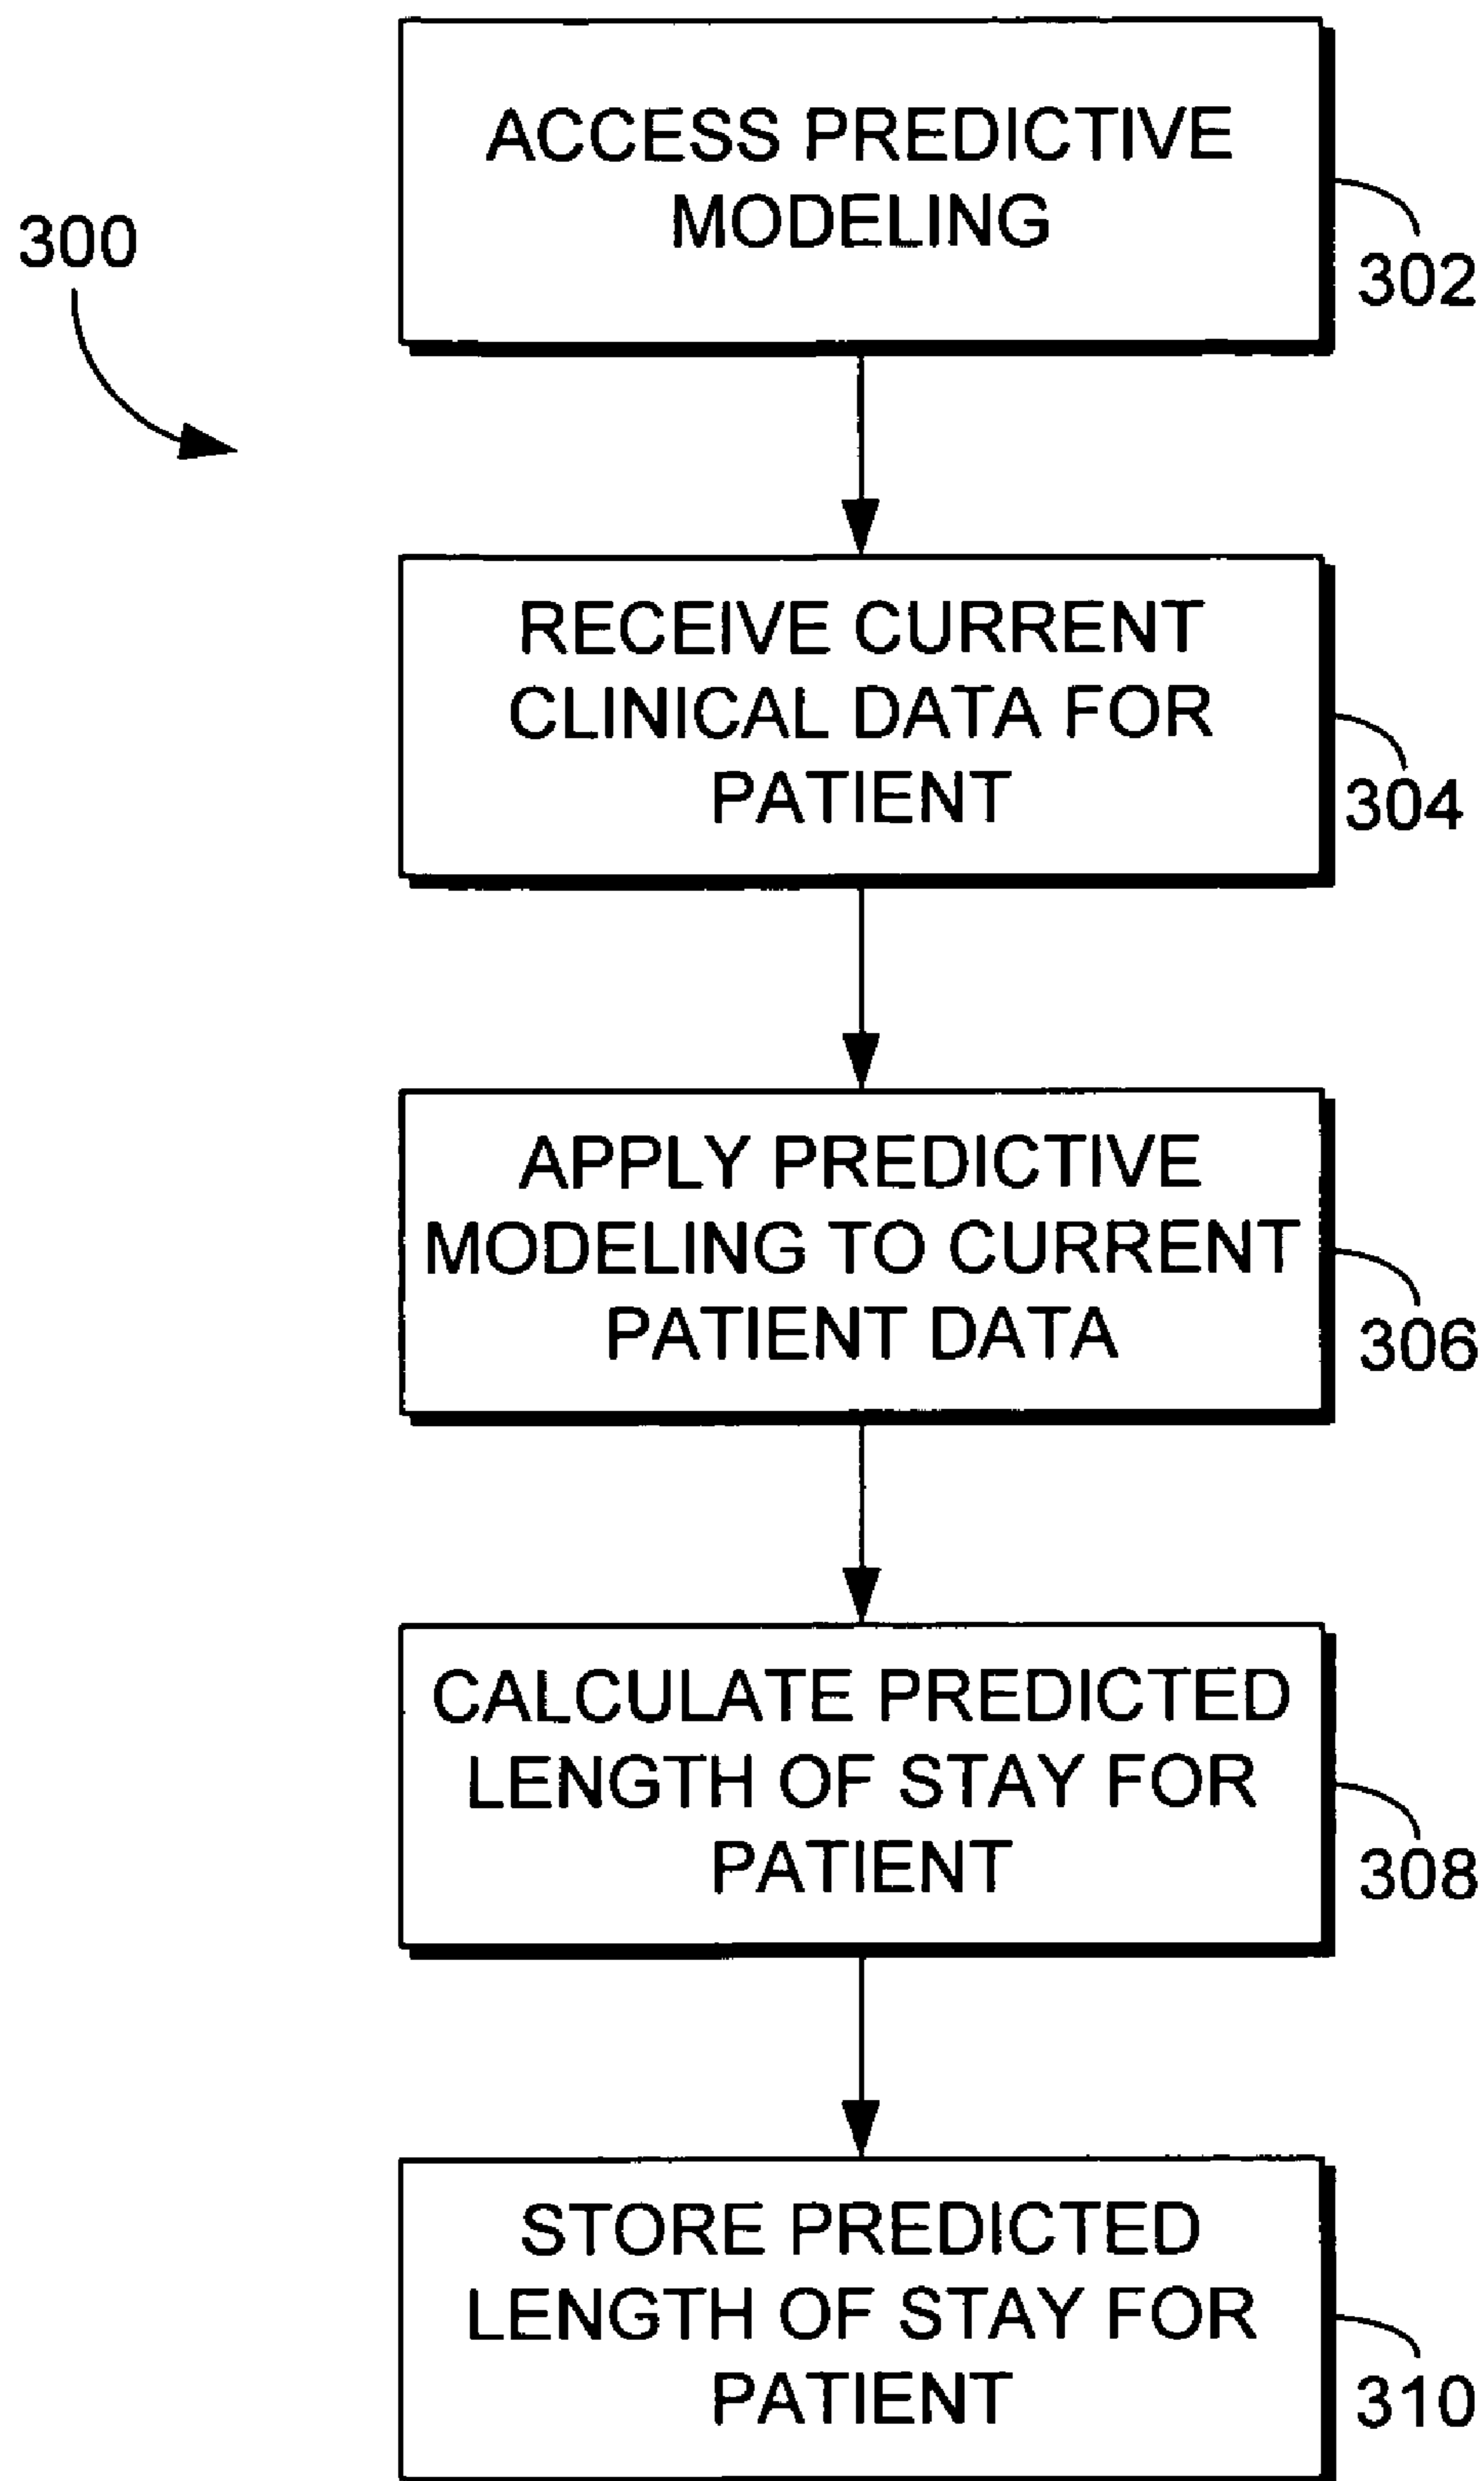 300
ACCESS PREDICTIVE
MODELING
302
RECEIVE CURRENT
CLINICAL DATA FOR
PATIENT
304
APPLY PREDICTIVE
MODELING TO CURRENT
PATIENT DATA
306
CALCULATE PREDICTED
LENGTH OF STAY FOR
PATIENT
308
STORE PREDICTED
LENGTH OF STAY FOR
PATIENT
310